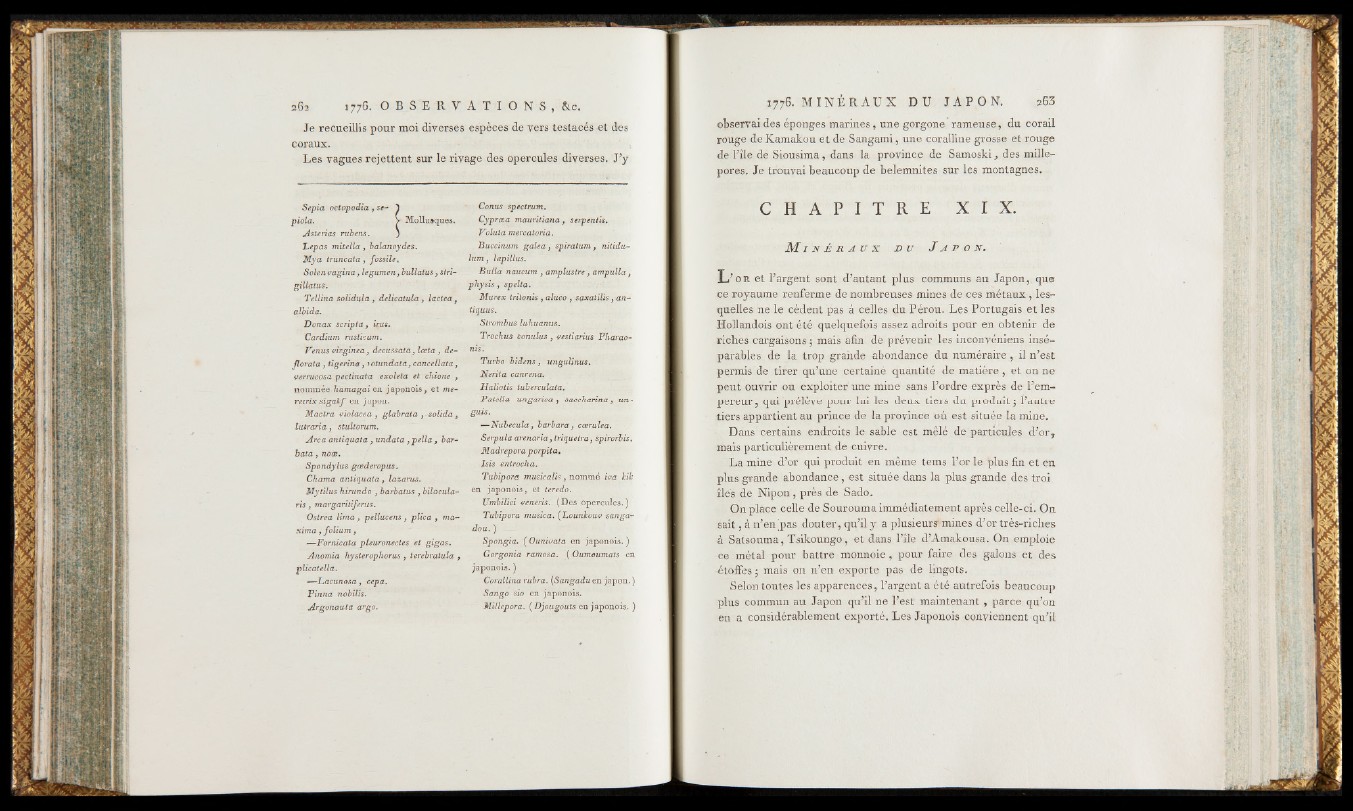 262 1776. OBSERVATIONS, &c.
Je recueillis pour moi diverses espèces de vers testacés et des
coraux.
Les vagues rejettent sur le rivage des opercules diverses. J'y
Sepia octopodia, se-
piola.
Asterias rubens.
} Mollusques.
Lepas mitella, balanoydes.
Mya truncata, fossile.
Solen vagina, legumen, bullatus, stri-
gillatus.
Tellina solidula, delicatula, lactea,
albida.
Donax scripta, irus.
Cardium rusticum.
Venus virginea, decussata, læta, de-
florata, tigerina, rotundata, cancellata,
verrucosa pectinata exoleta et chione,
nommée hamagai en japonois, et me-
retrix sigakf en japon.
Mactra violacea, glabrata, solida,
lutraria, stultorum.
Arca antiquata, undata, pella, bar-
bata, noæ.
Spondylus gœderopus.
Chama antiquata, lazarus.
Mytilus hirundo, barbatus, bilocula-
ris, margaritiferus.
Ostrea lima, pellucens, plica, ma-
xima, folium,
—Fornicata pleuronectes et gigas.
Anomia hysterophorus, terebratula,
plicatella.
—Lacunosa, cepa.
Pinna nobilis.
Argonauta argo.
Conus spectrum.
Cypræa mauritiana, serpentis.
Voluta mercatoria.
Buccinum galea, spiratum, nitidu-
lum, lapillus.
Bulla naucum, amplustre, ampulla,
physis, spelta.
Murex tritonis, aluco, saxatilis, an-
tiquus.
Strombus luhuanus.
Trochus conulus, vestiarius Pharao-
nis.
Turbo bidens, ungulinus.
Nerita canrena.
Haliotis tuberculata.
Patella ungarica, saccharina, un-
guis.
—Nubecula, barbara, cœrulea.
Serpula arenaria, triquetra, spirorbis.
Madrepora porpita.
Isis entrocha.
Tubipora musicalis, nommé iwa kik
en japonois, et teredo.
Umbilici veneris. (Des opercules.)
Tubipora musica. (Lounkouv sanga-
dou.)
Spongia. (Ounivata en japonois.)
Gorgonia ramosa. (Oumeumats en
japonois.)
Corallina rubra. (Sangadu en japon.)
Sango sio en japonois.
Millepora. (Djougouts en japonois.)
1776. MINÉRAUX DU JAPON. 263
observai des éponges marines, une gorgone rameuse, du corail
rouge de Kamakou et de Sangami, une coralline grosse et rouge
de l'île de Siousima, dans la province de Samoski, des mille-
pores. Je trouvai beaucoup de belemnites sur les montagnes.
CHAPITRE XIX.
MINÉRAUX DU JAPON.
L'OR et l'argent sont d'autant plus communs au Japon, que
ce royaume renferme de nombreuses mines de ces métaux, les-
quelles ne le cèdent pas à celles du Pérou. Les Portugais et les
Hollandois ont été quelquefois assez adroits pour en obtenir de
riches cargaisons; mais afin de prévenir les inconvéniens insé-
parables de la trop grande abondance du numéraire, il n'est
permis de tirer qu'une certaine quantité de matière, et on ne
peut ouvrir ou exploiter une mine sans l'ordre exprès de l'em-
pereur, qui prélève pour lui les deux tiers du produit; l'autre
tiers appartient au prince de la province où est située la mine.
Dans certains endroits le sable est mêlé de particules d'or,
mais particulièrement de cuivre.
La mine d'or qui produit en même tems l'or le plus fin et en
plus grande abondance, est située dans la plus grande des troi
îles de Nipon, près de Sado.
On place celle de Sourouma immédiatement après celle-ci. On
sait, à n'en pas douter, qu'il y a plusieurs mines d'or très-riches
à Satsouma, Tsikoungo, et dans l'île d'Amakousa. On emploie
ce métal pour battre monnoie, pour faire des galons et des
étoffes; mais on n'en exporte pas de lingots.
Selon toutes les apparences, l'argent a été autrefois beaucoup
plus commun au Japon qu'il ne l'est maintenant, parce qu'on
en a considérablement exporté. Les Japonois conviennent qu'il